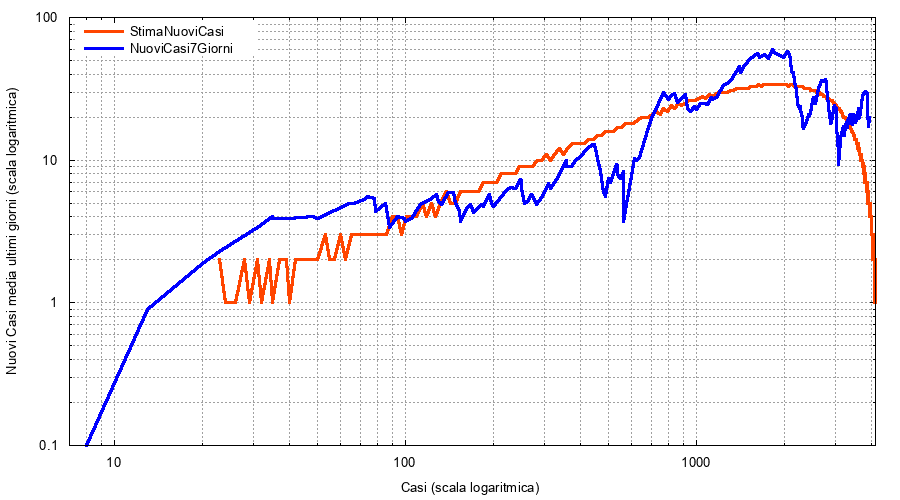 100
StimaNuoviCasi
NuoviCasi7Giorni
10
1
0.1
Nuovi Casi media ultimi giorni (scala logaritmica)
10
100
1000
Casi (scala logaritmica)